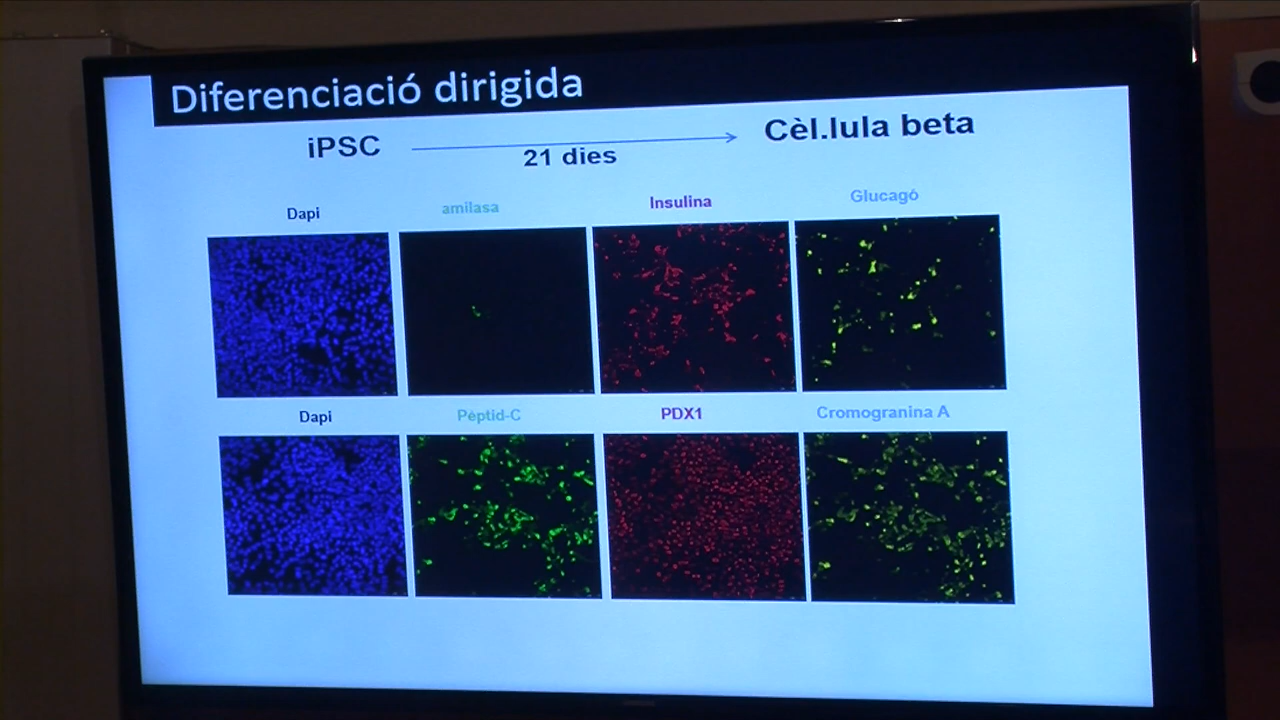 Diferenciació dirigida
iPSC
21 dies
Cèl.lula beta
Dapi
amilasa
Insulina
Glucagó
Dapi
Pèptid-C
PDX1
Cromogranina A